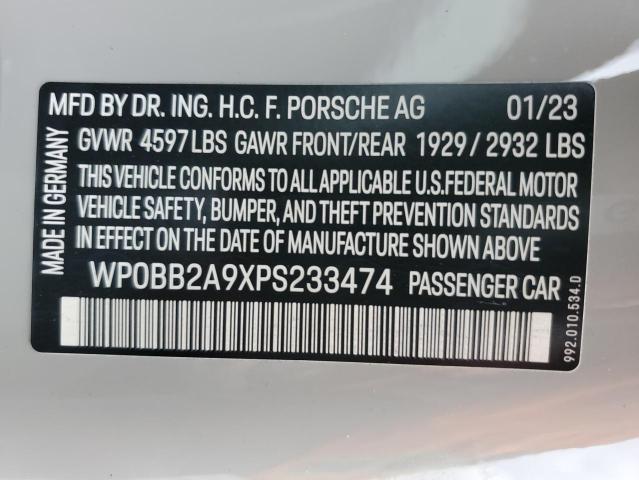 MFD BY DR. ING. H.C. F. PORSCHE AG 01/23
GVWR 4597 LBS GAWR FRONT/REAR 1929 / 2932 LBS
THIS VEHICLE CONFORMS TO ALL APPLICABLE U.S.FEDERAL MOTOR
VEHICLE SAFETY, BUMPER, AND THEFT PREVENTION STANDARDS
IN EFFECT ON THE DATE OF MANUFACTURE SHOWN ABOVE
WP0BB2A9XPS233474 PASSENGER CAR
MADE IN GERMANY
992.010.534.D